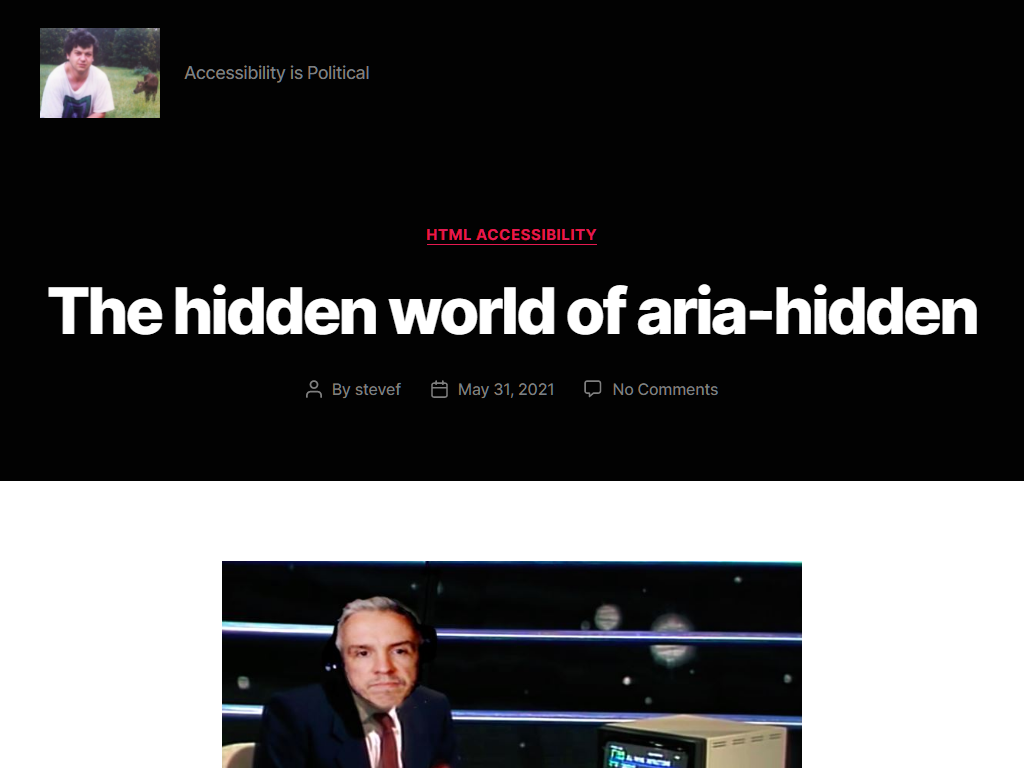 Accessibility is Political
HTML ACCESSIBILITY
The hidden world of aria-hidden
By stevef May 31, 2021 No Comments